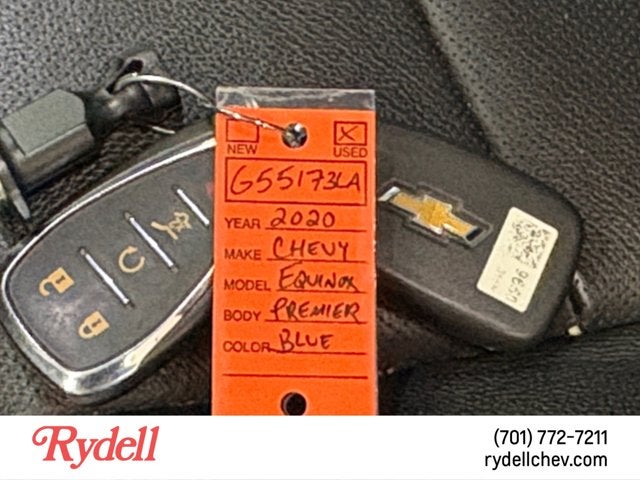 NEW USED
G55173LA
YEAR 2020
MAKE CHEVY
MODEL EQUINOX
BODY PREMIER
COLOR BLUE
Rydell
(701) 772-7211
rydellchev.com